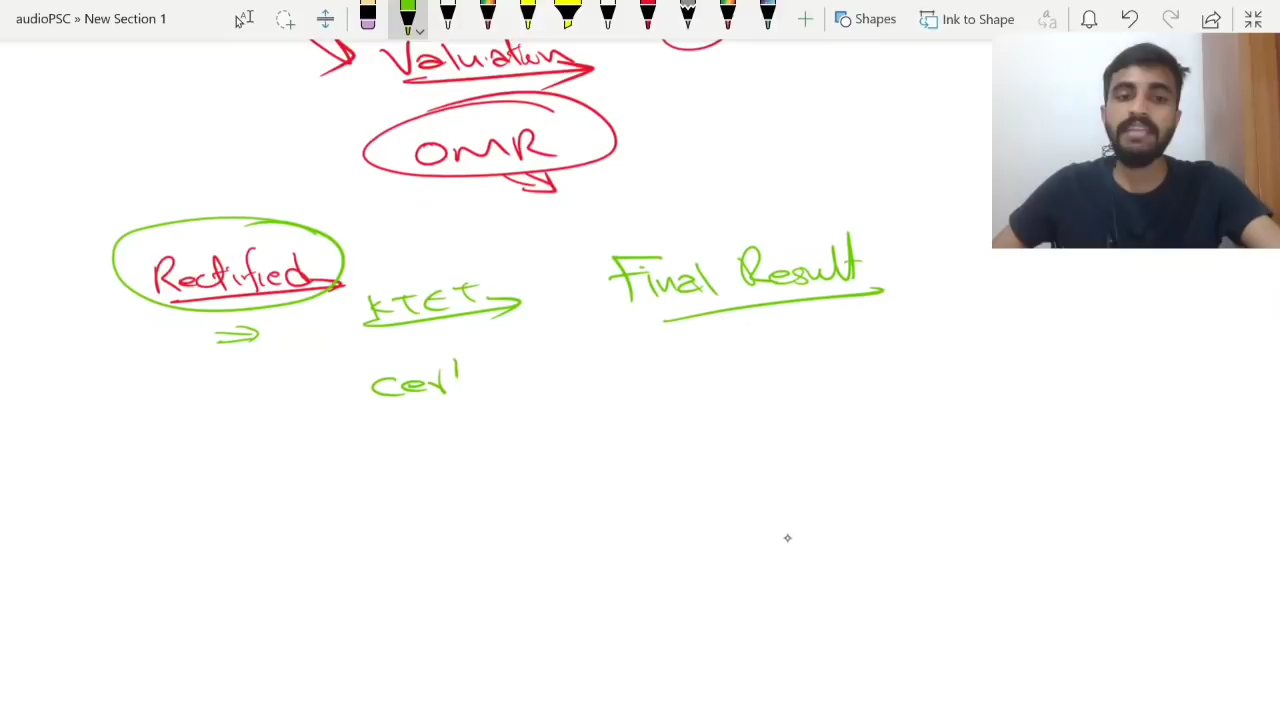 audioPSC » New Section 1
Shapes
Ink to Shape
Valuation
OMR
Rectified
KTET
Final Result
cer